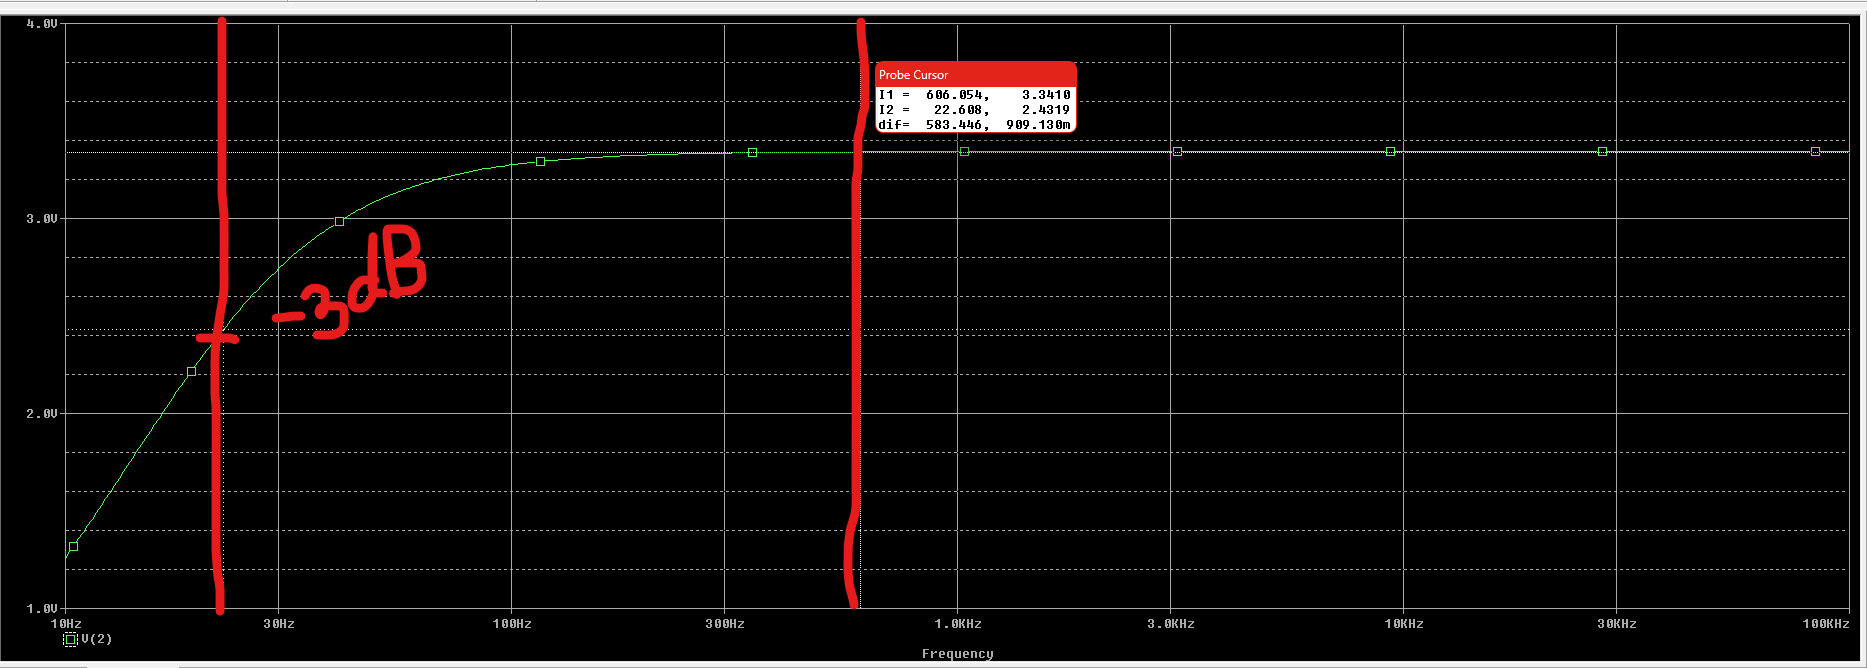 4.0V
Probe Cursor
I1 = 606.054, 3.3410
I2 = 22.608, 2.4319
dif= 583.446, 909.130m
3.0V
-3dB
2.0V
1.0V
10Hz 30Hz 100Hz 300Hz 1.0KHz 3.0KHz 10KHz 30KHz 100KHz
V(2)
Frequency